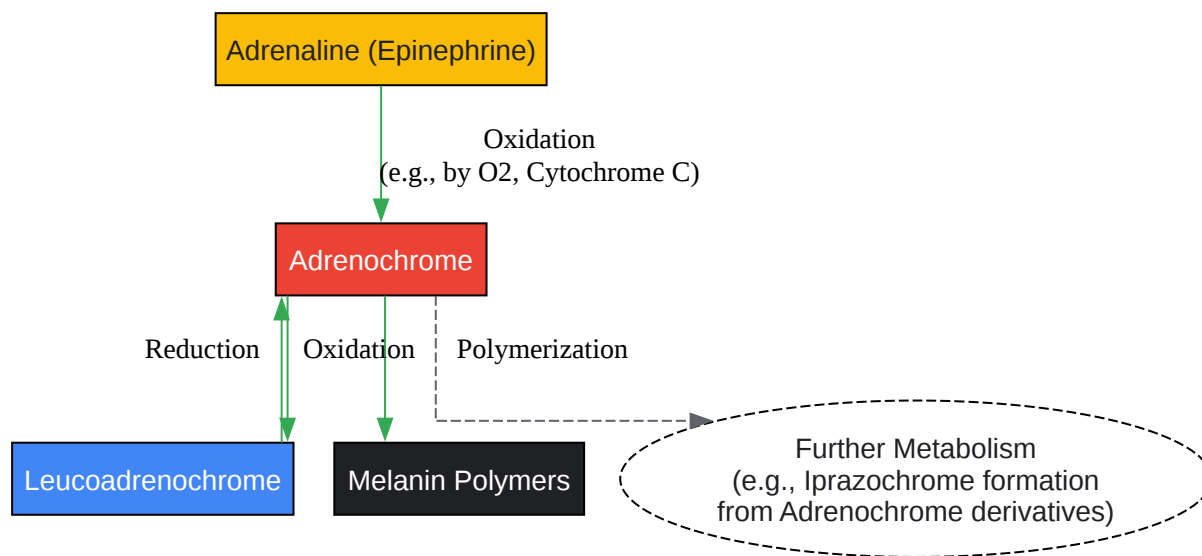 Adrenaline (Epinephrine)
Oxidation
(e.g., by O2, Cytochrome C)
Adrenochrome
Reduction
Oxidation
Polymerization
Leucoadrenochrome
Melanin Polymers
Further Metabolism
(e.g., Iprazochrome formation
from Adrenochrome derivatives)